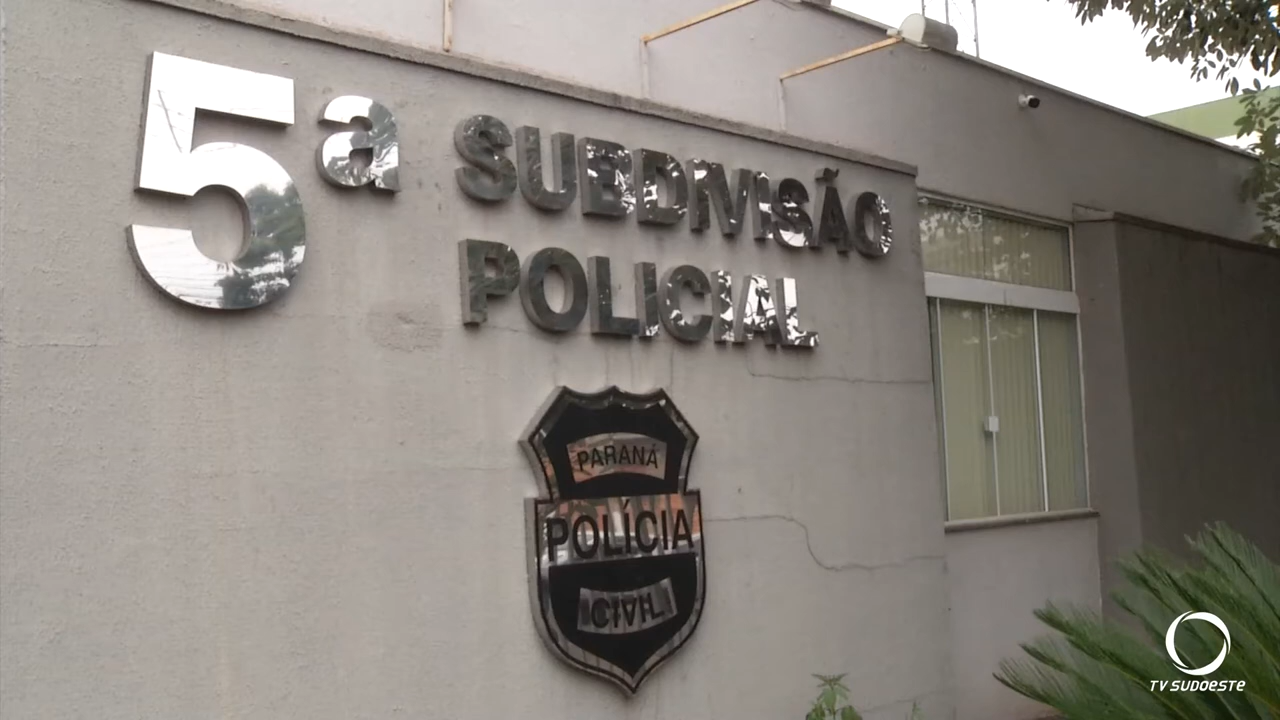 5ª SUBDIVISÃO
POLICIAL
PARANÁ
POLÍCIA
CIVIL
TV SUDOESTE